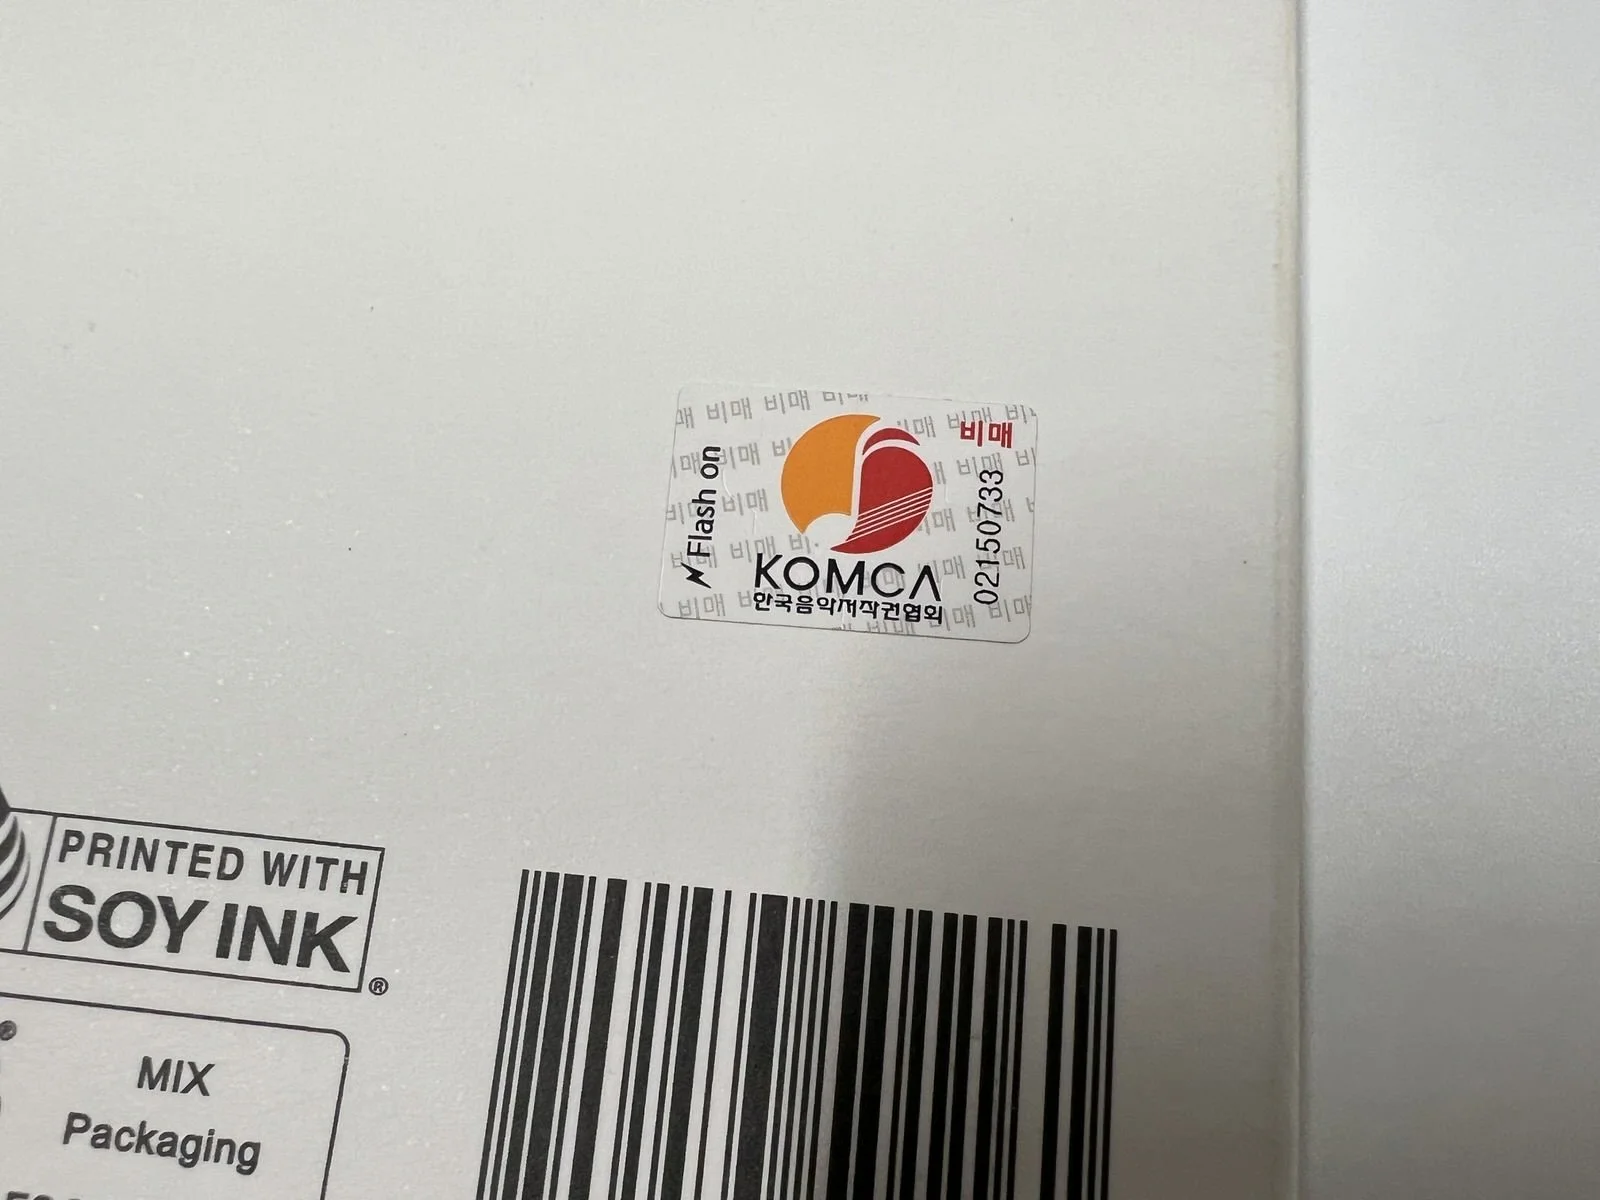 비매
Flash on
KOMCA
한국음악저작권협회
02150733
PRINTED WITH
SOY INK
®
®
MIX
Packaging